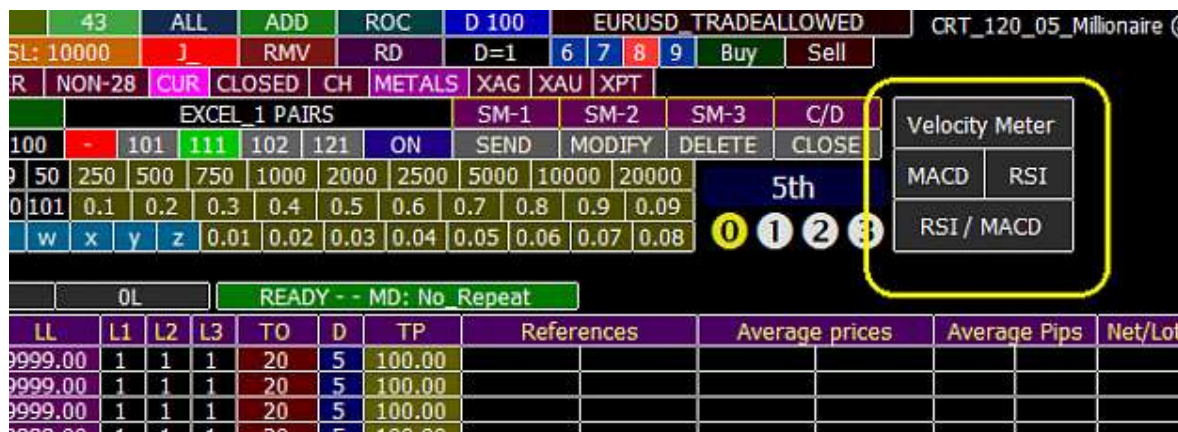 43 ALL ADD ROC D 100 EURUSD_TRADEALLOWED CRT_120_05_Millionaire
SL: 10000 J_ RMV RD D=1 6 7 8 9 Buy Sell
R NON-28 CUR CLOSED CH METALS XAG XAU XPT
EXCEL_1 PAIRS SM-1 SM-2 SM-3 C/D
Velocity Meter
100 - 101 111 102 121 ON SEND MODIFY DELETE CLOSE
50 250 500 750 1000 2000 2500 5000 10000 20000 5th MACD RSI
0 101 0.1 0.2 0.3 0.4 0.5 0.6 0.7 0.8 0.9 0.09
w x y z 0.01 0.02 0.03 0.04 0.05 0.06 0.07 0.08 0 1 2 3 RSI / MACD
0L READY - - MD: No_Repeat
LL L1 L2 L3 TO D TP References Average prices Average Pips Net/Lot
9999.00 1 1 1 20 5 100.00
9999.00 1 1 1 20 5 100.00
9999.00 1 1 1 20 5 100.00